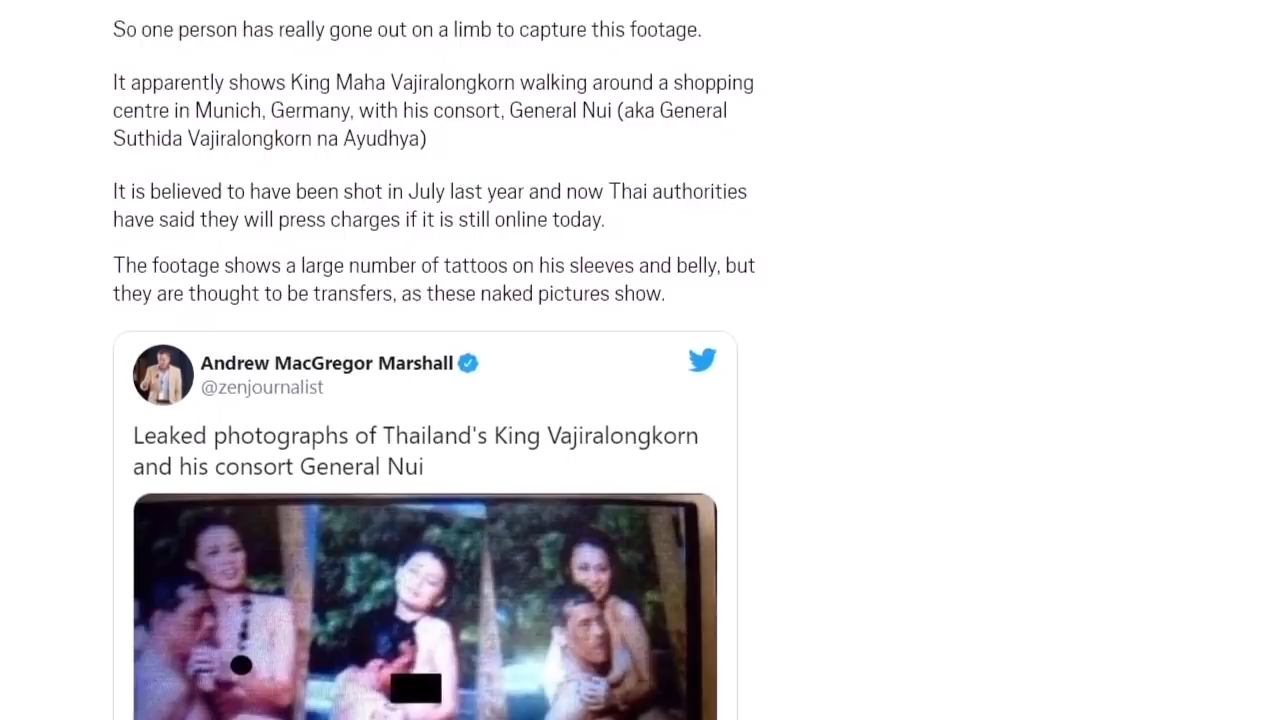 So one person has really gone out on a limb to capture this footage.
It apparently shows King Maha Vajiralongkorn walking around a shopping
centre in Munich, Germany, with his consort, General Nui (aka General
Suthida Vajiralongkorn na Ayudhya)
It is believed to have been shot in July last year and now Thai authorities
have said they will press charges if it is still online today.
The footage shows a large number of tattoos on his sleeves and belly, but
they are thought to be transfers, as these naked pictures show.
Andrew MacGregor Marshall
@zenjournalist
Leaked photographs of Thailand's King Vajiralongkorn
and his consort General Nui